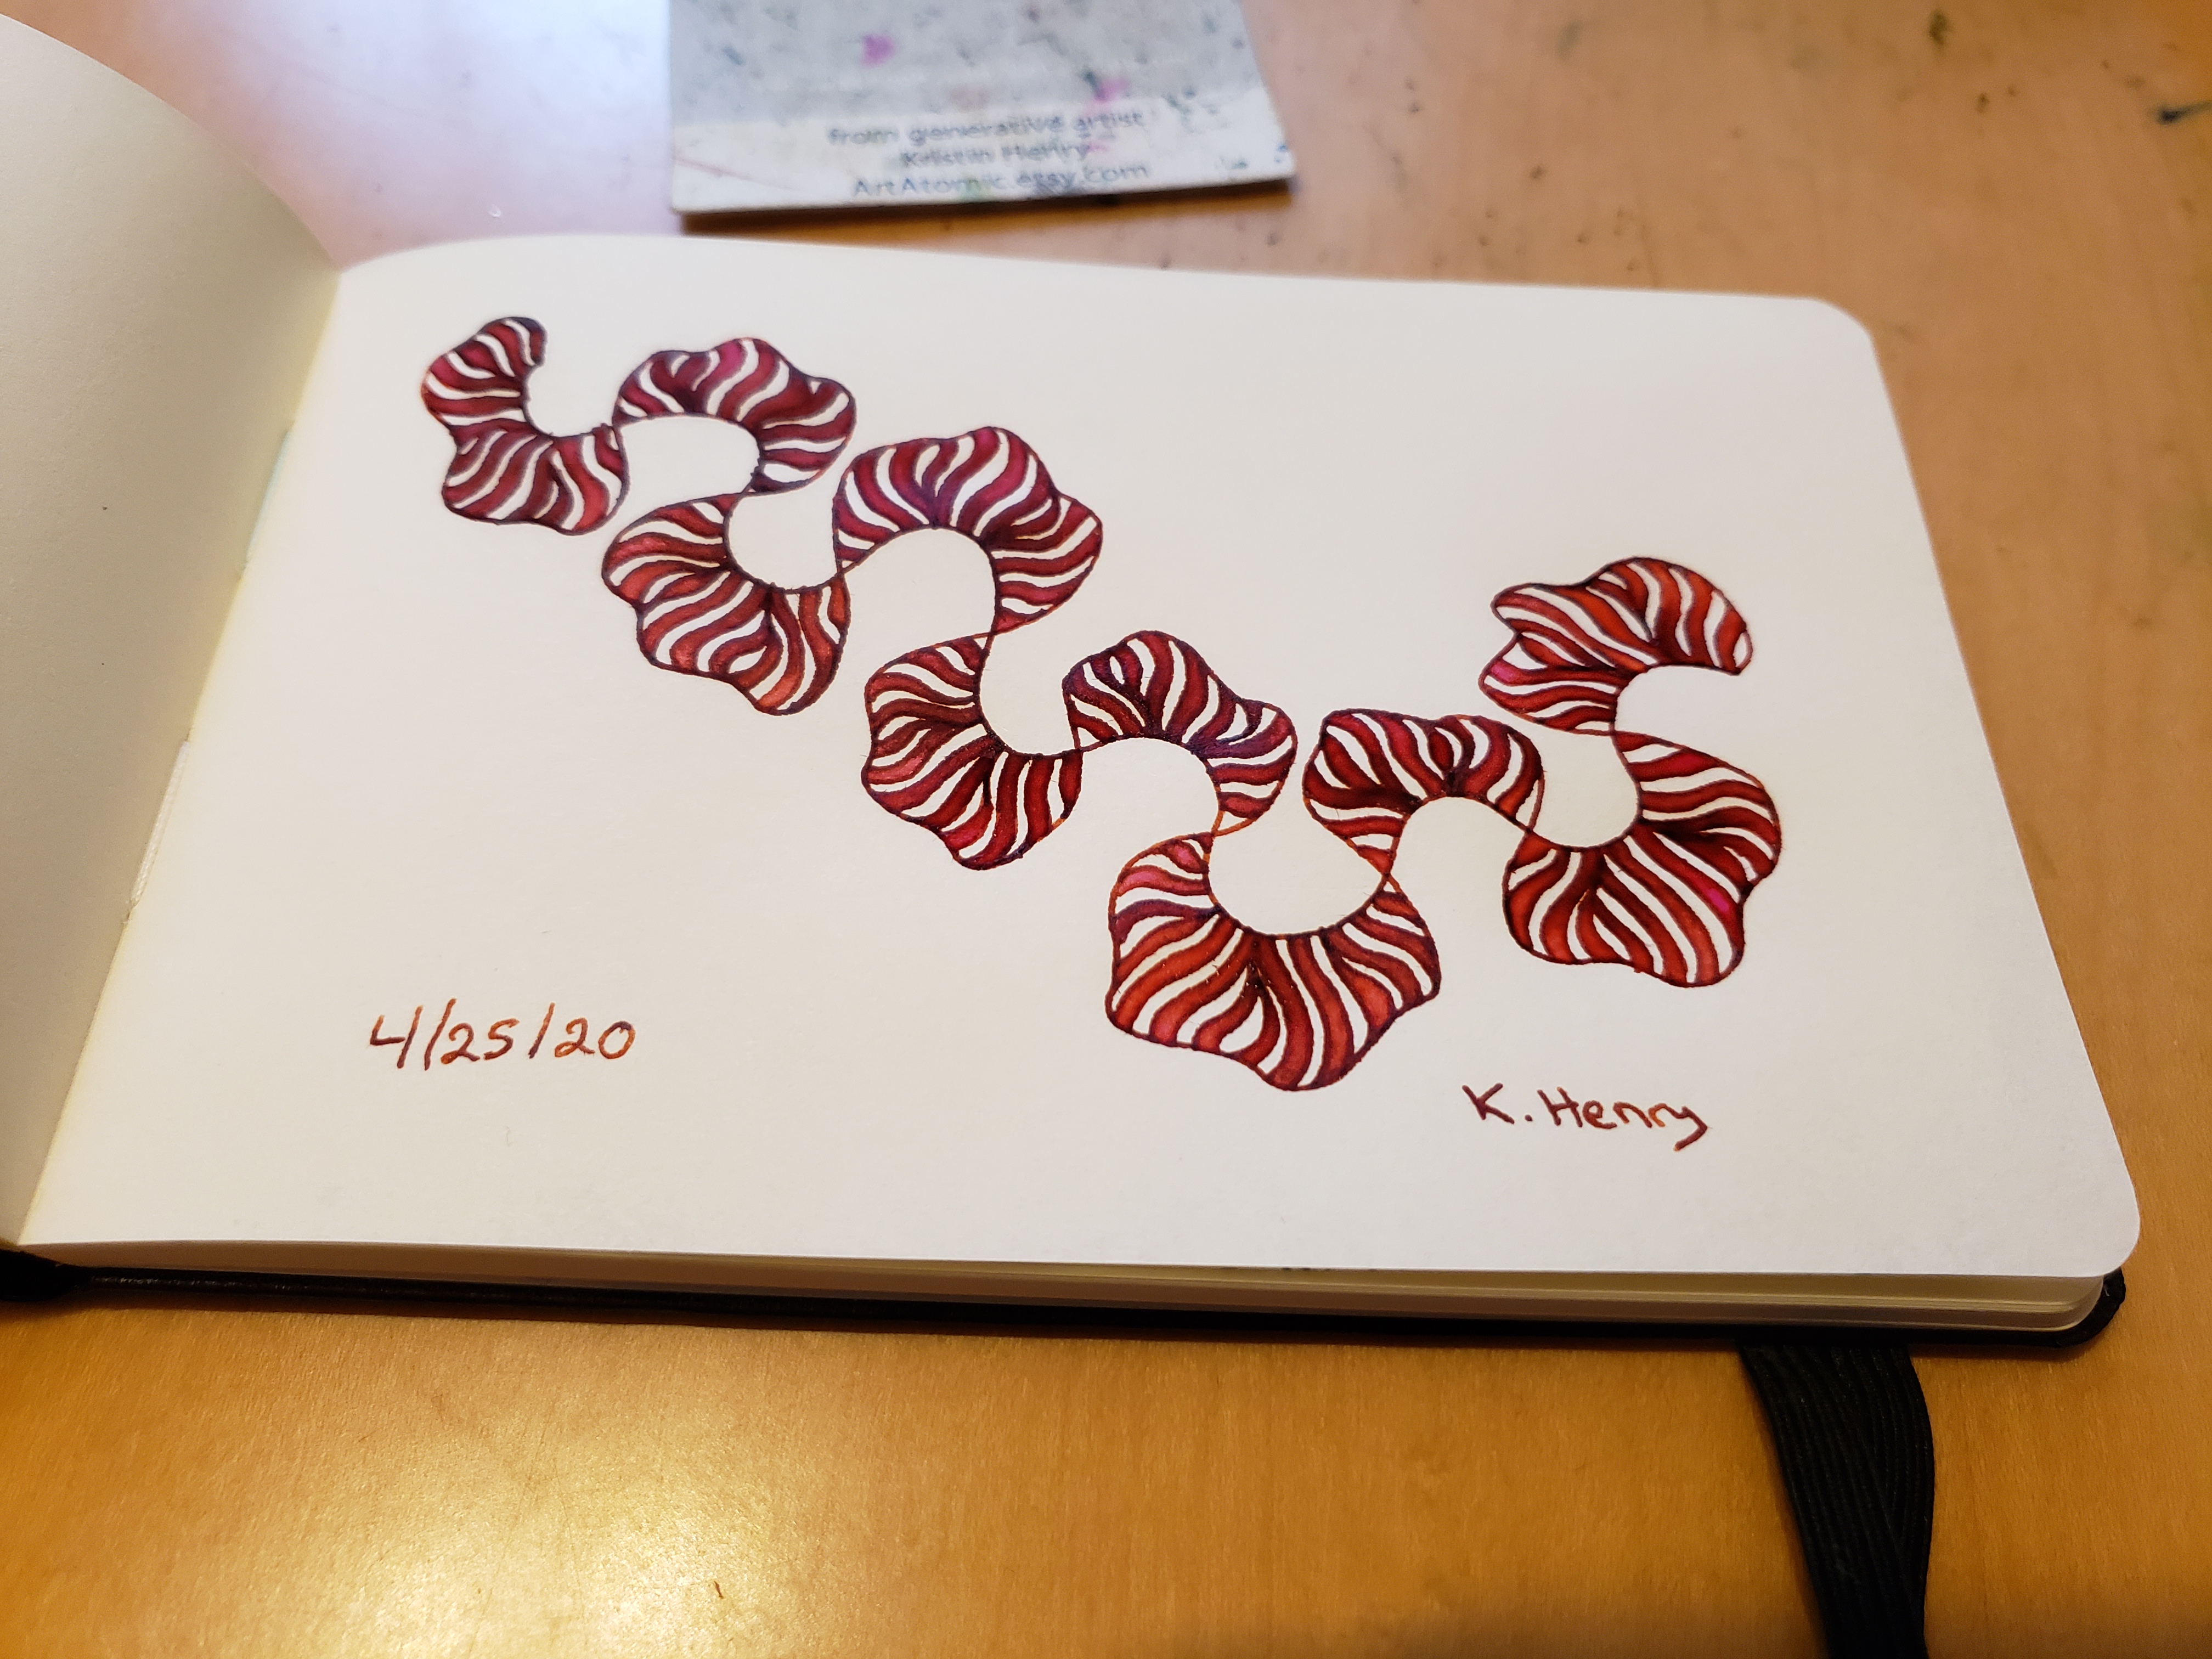 from generative artist
Kristin Henry
ArtAtomic.etsy.com
4/25/20
K. Henry